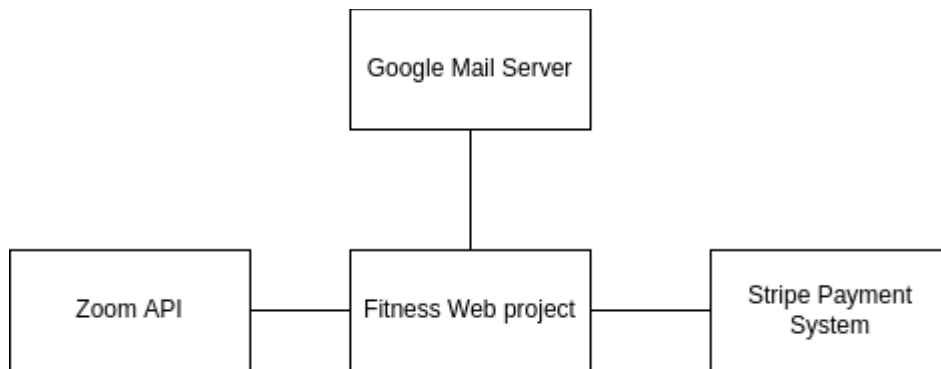 Google Mail Server
Zoom API
Fitness Web project
Stripe Payment
System